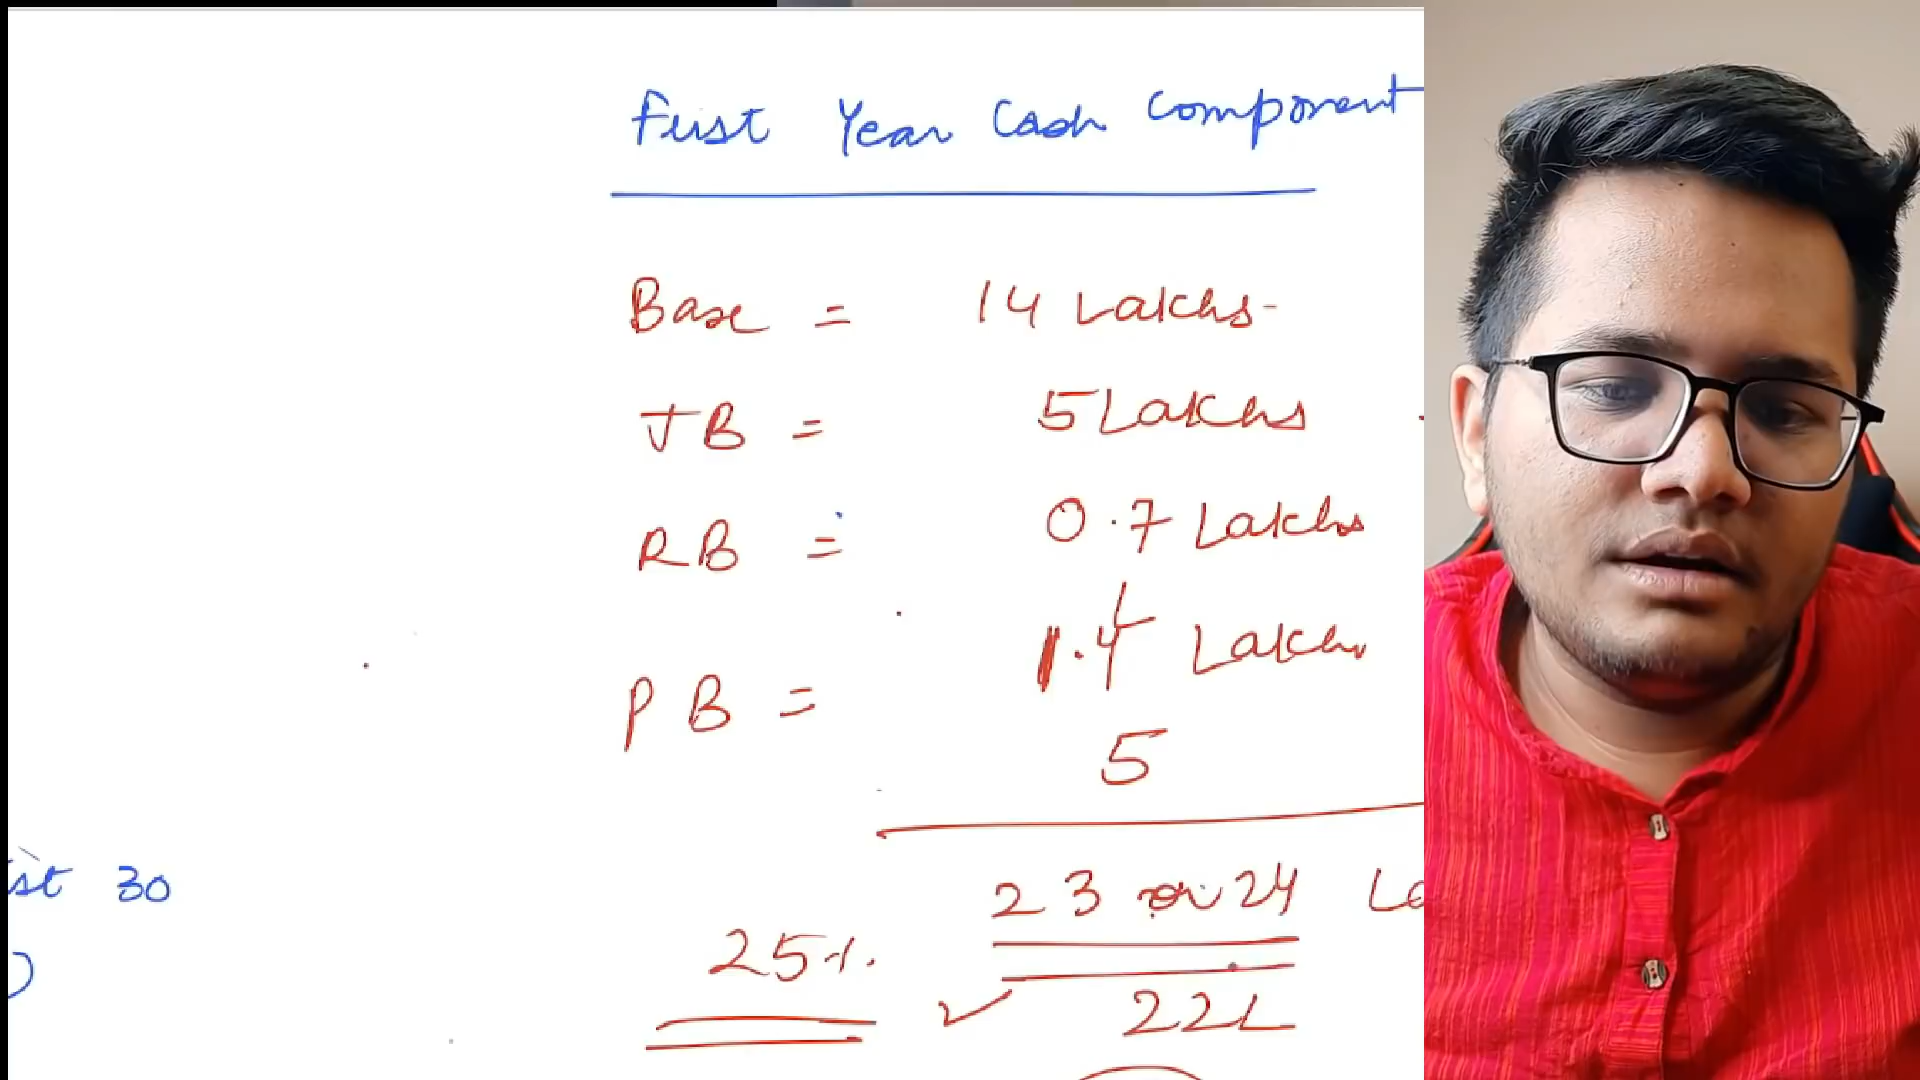 First Year Cash Component
Base = 14 Lakhs-
JB = 5 Lakhs
RB = 0.7 Lakhs
PB = 1.4 Lakhs
5
st 30
23 or 24 La
25%.
22L